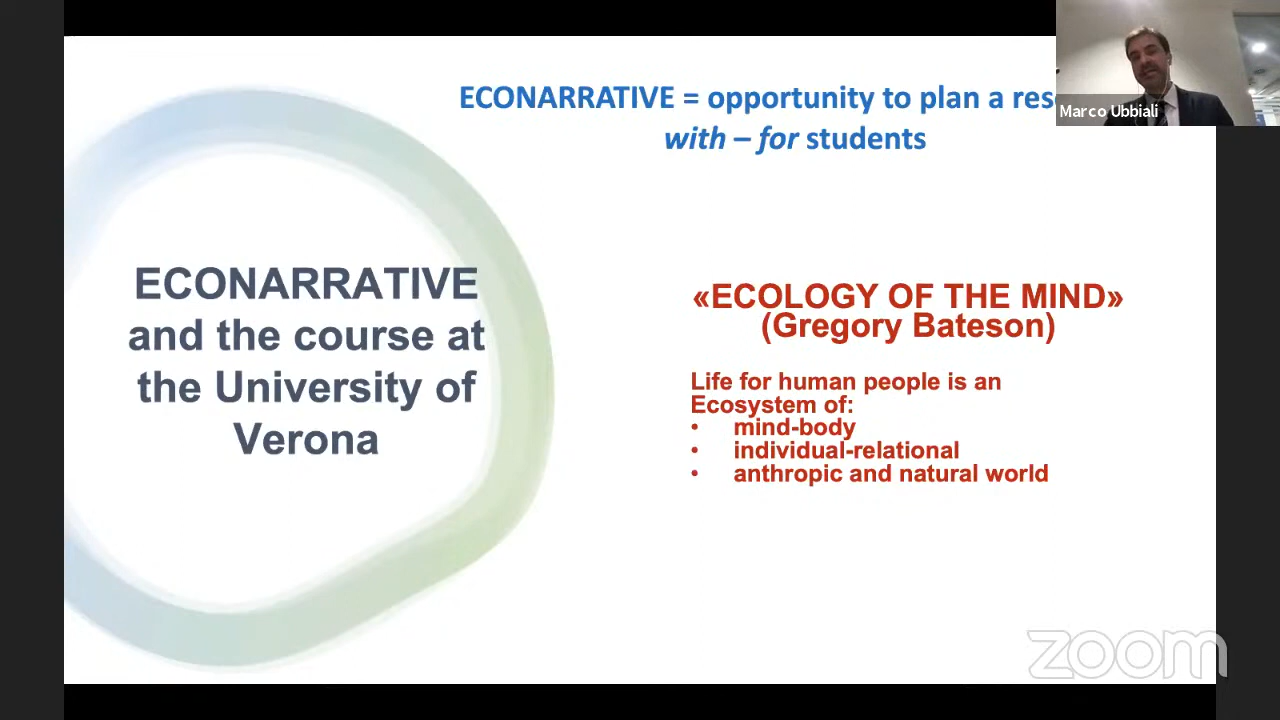 ECONARRATIVE = opportunity to plan a
with – for students
Marco Ubbiali
ECONARRATIVE
and the course at
the University of
Verona
«ECOLOGY OF THE MIND»
(Gregory Bateson)
Life for human people is an
Ecosystem of:
• mind-body
• individual-relational
• anthropic and natural world
zoom